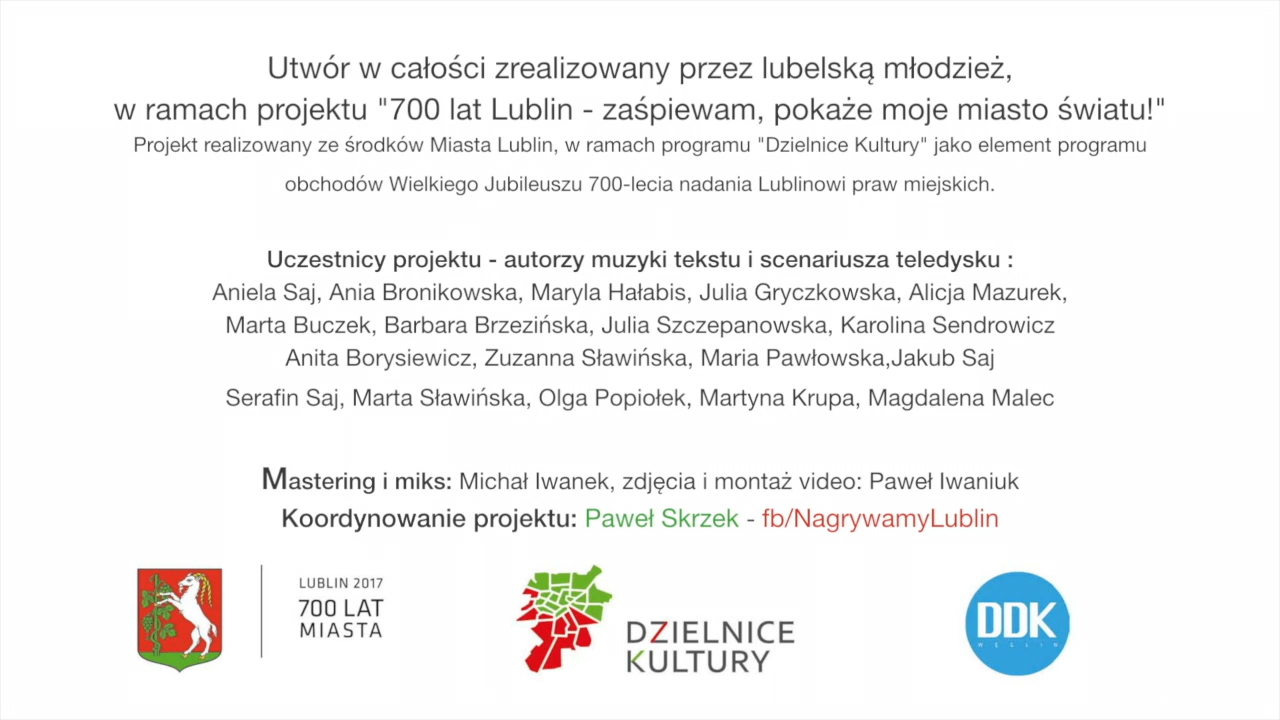 Utwór w całości zrealizowany przez lubelską młodzież,
w ramach projektu "700 lat Lublin - zaśpiewam, pokaże moje miasto światu!"
Projekt realizowany ze środków Miasta Lublin, w ramach programu "Dzielnice Kultury" jako element programu
obchodów Wielkiego Jubileuszu 700-lecia nadania Lublinowi praw miejskich.
Uczestnicy projektu - autorzy muzyki tekstu i scenariusza teledysku :
Aniela Saj, Ania Bronikowska, Maryla Hałabis, Julia Gryczkowska, Alicja Mazurek,
Marta Buczek, Barbara Brzezińska, Julia Szczepanowska, Karolina Sendrowicz
Anita Borysiewicz, Zuzanna Sławińska, Maria Pawłowska,Jakub Saj
Serafin Saj, Marta Sławińska, Olga Popiołek, Martyna Krupa, Magdalena Malec
Mastering i miks: Michał Iwanek, zdjęcia i montaż video: Paweł Iwaniuk
Koordynowanie projektu: Paweł Skrzek - fb/NagrywamyLublin
LUBLIN 2017
700 LAT
MIASTA
DZIELNICE
KULTURY
DDK
WĘGLIN